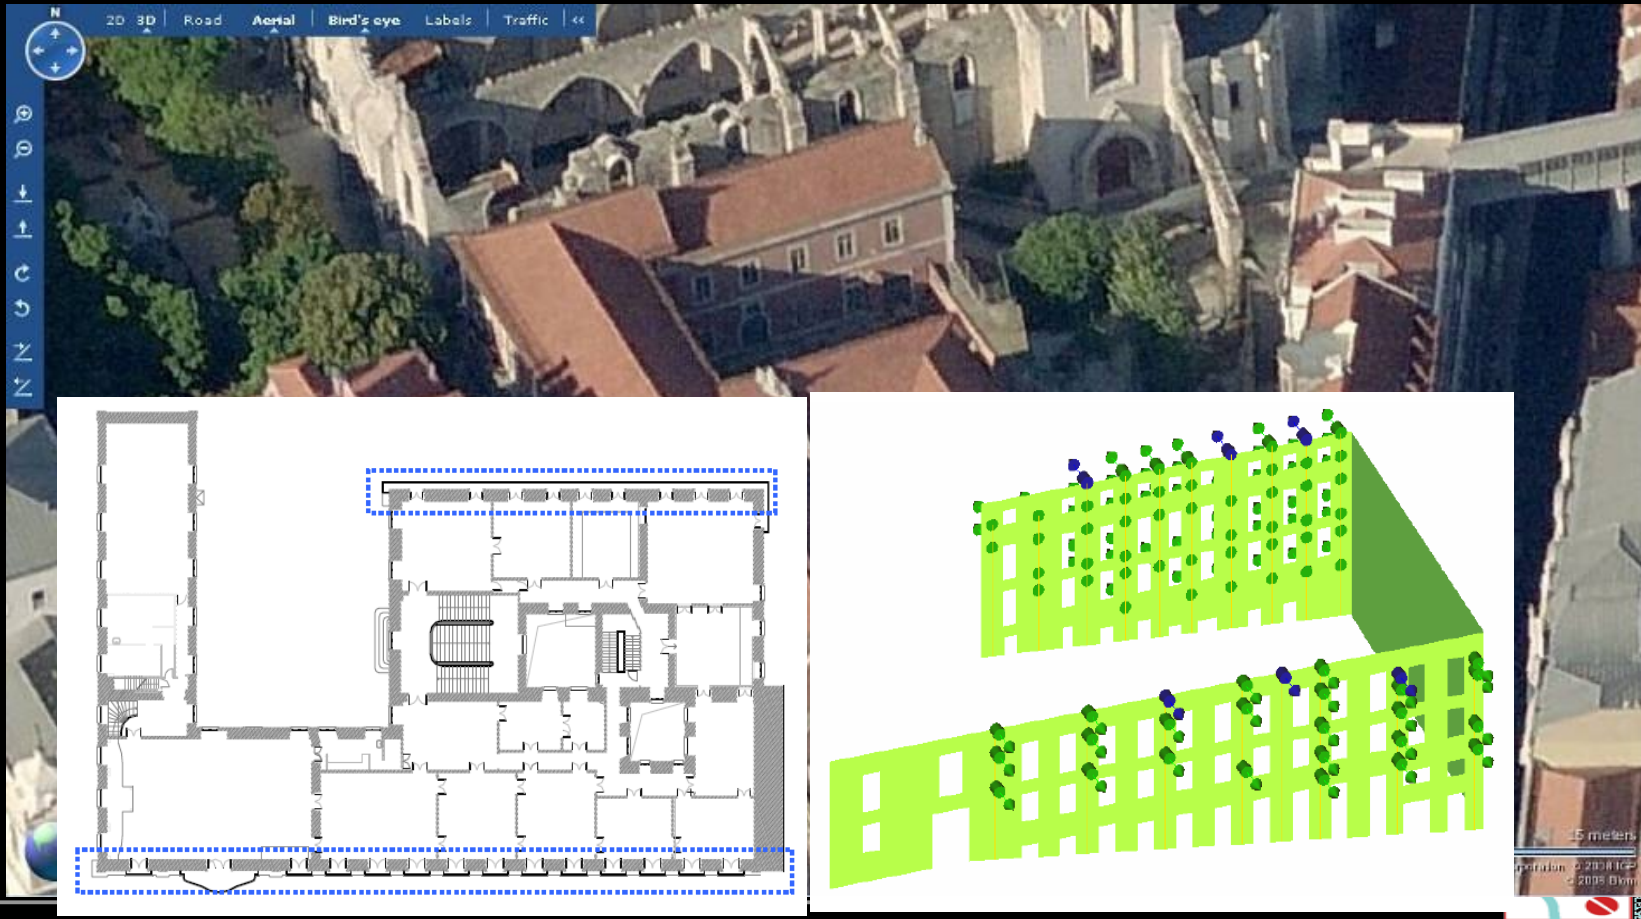 N
2D 3D Road Aerial Bird's eye Labels Traffic «
15 meters
© 2008 IGP
© 2008 Blom